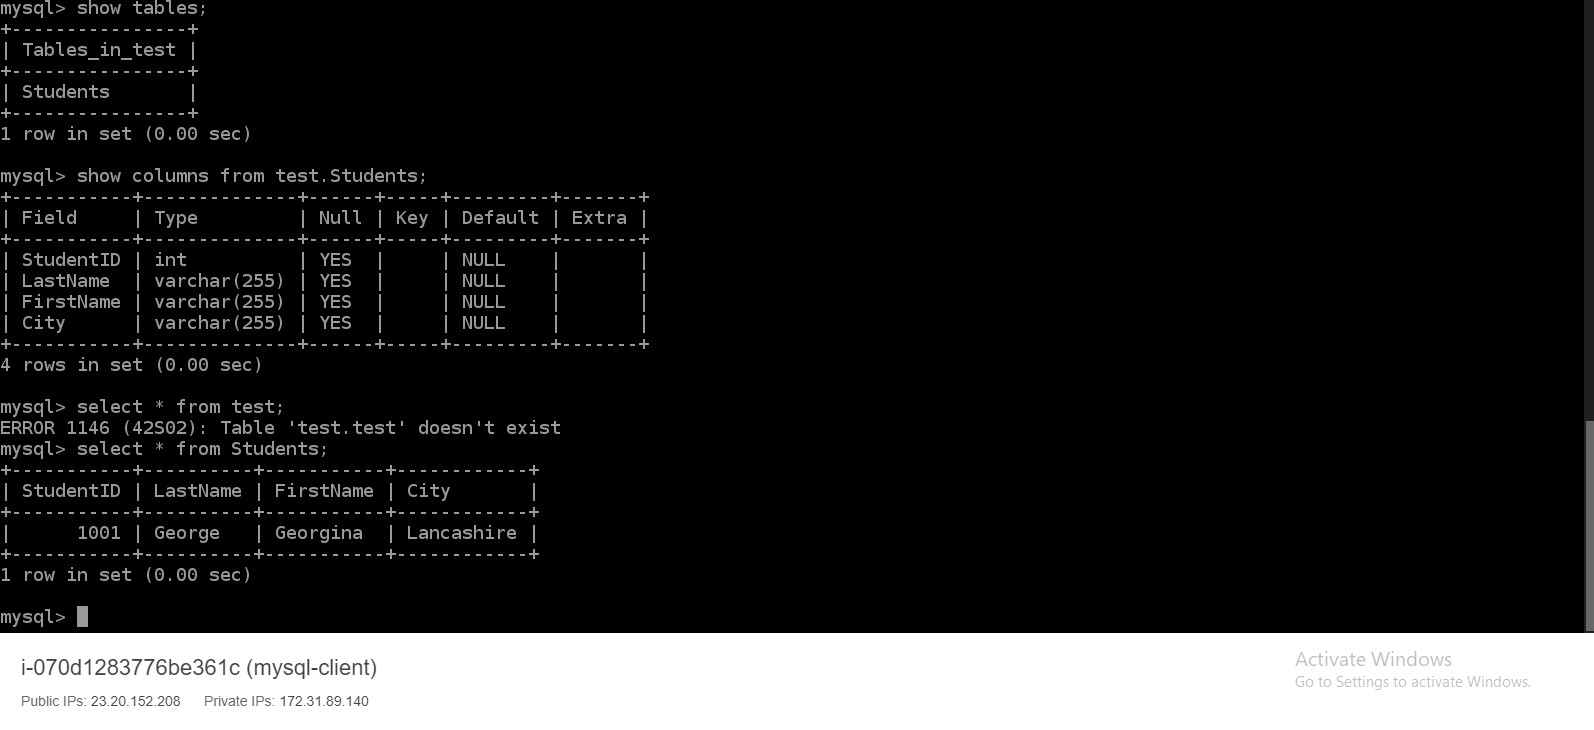 mysql> show tables;
+----------------+
| Tables_in_test |
+----------------+
| Students       |
+----------------+
1 row in set (0.00 sec)

mysql> show columns from test.Students;
+-----------+--------------+------+-----+---------+-------+
| Field     | Type         | Null | Key | Default | Extra |
+-----------+--------------+------+-----+---------+-------+
| StudentID | int          | YES  |     | NULL    |       |
| LastName  | varchar(255) | YES  |     | NULL    |       |
| FirstName | varchar(255) | YES  |     | NULL    |       |
| City      | varchar(255) | YES  |     | NULL    |       |
+-----------+--------------+------+-----+---------+-------+
4 rows in set (0.00 sec)

mysql> select * from test;
ERROR 1146 (42S02): Table 'test.test' doesn't exist
mysql> select * from Students;
+-----------+----------+-----------+------------+
| StudentID | LastName | FirstName | City       |
+-----------+----------+-----------+------------+
|      1001 | George   | Georgina  | Lancashire |
+-----------+----------+-----------+------------+
1 row in set (0.00 sec)

mysql>
i-070d1283776be361c (mysql-client)
Public IPs: 23.20.152.208 Private IPs: 172.31.89.140
Activate Windows
Go to Settings to activate Windows.